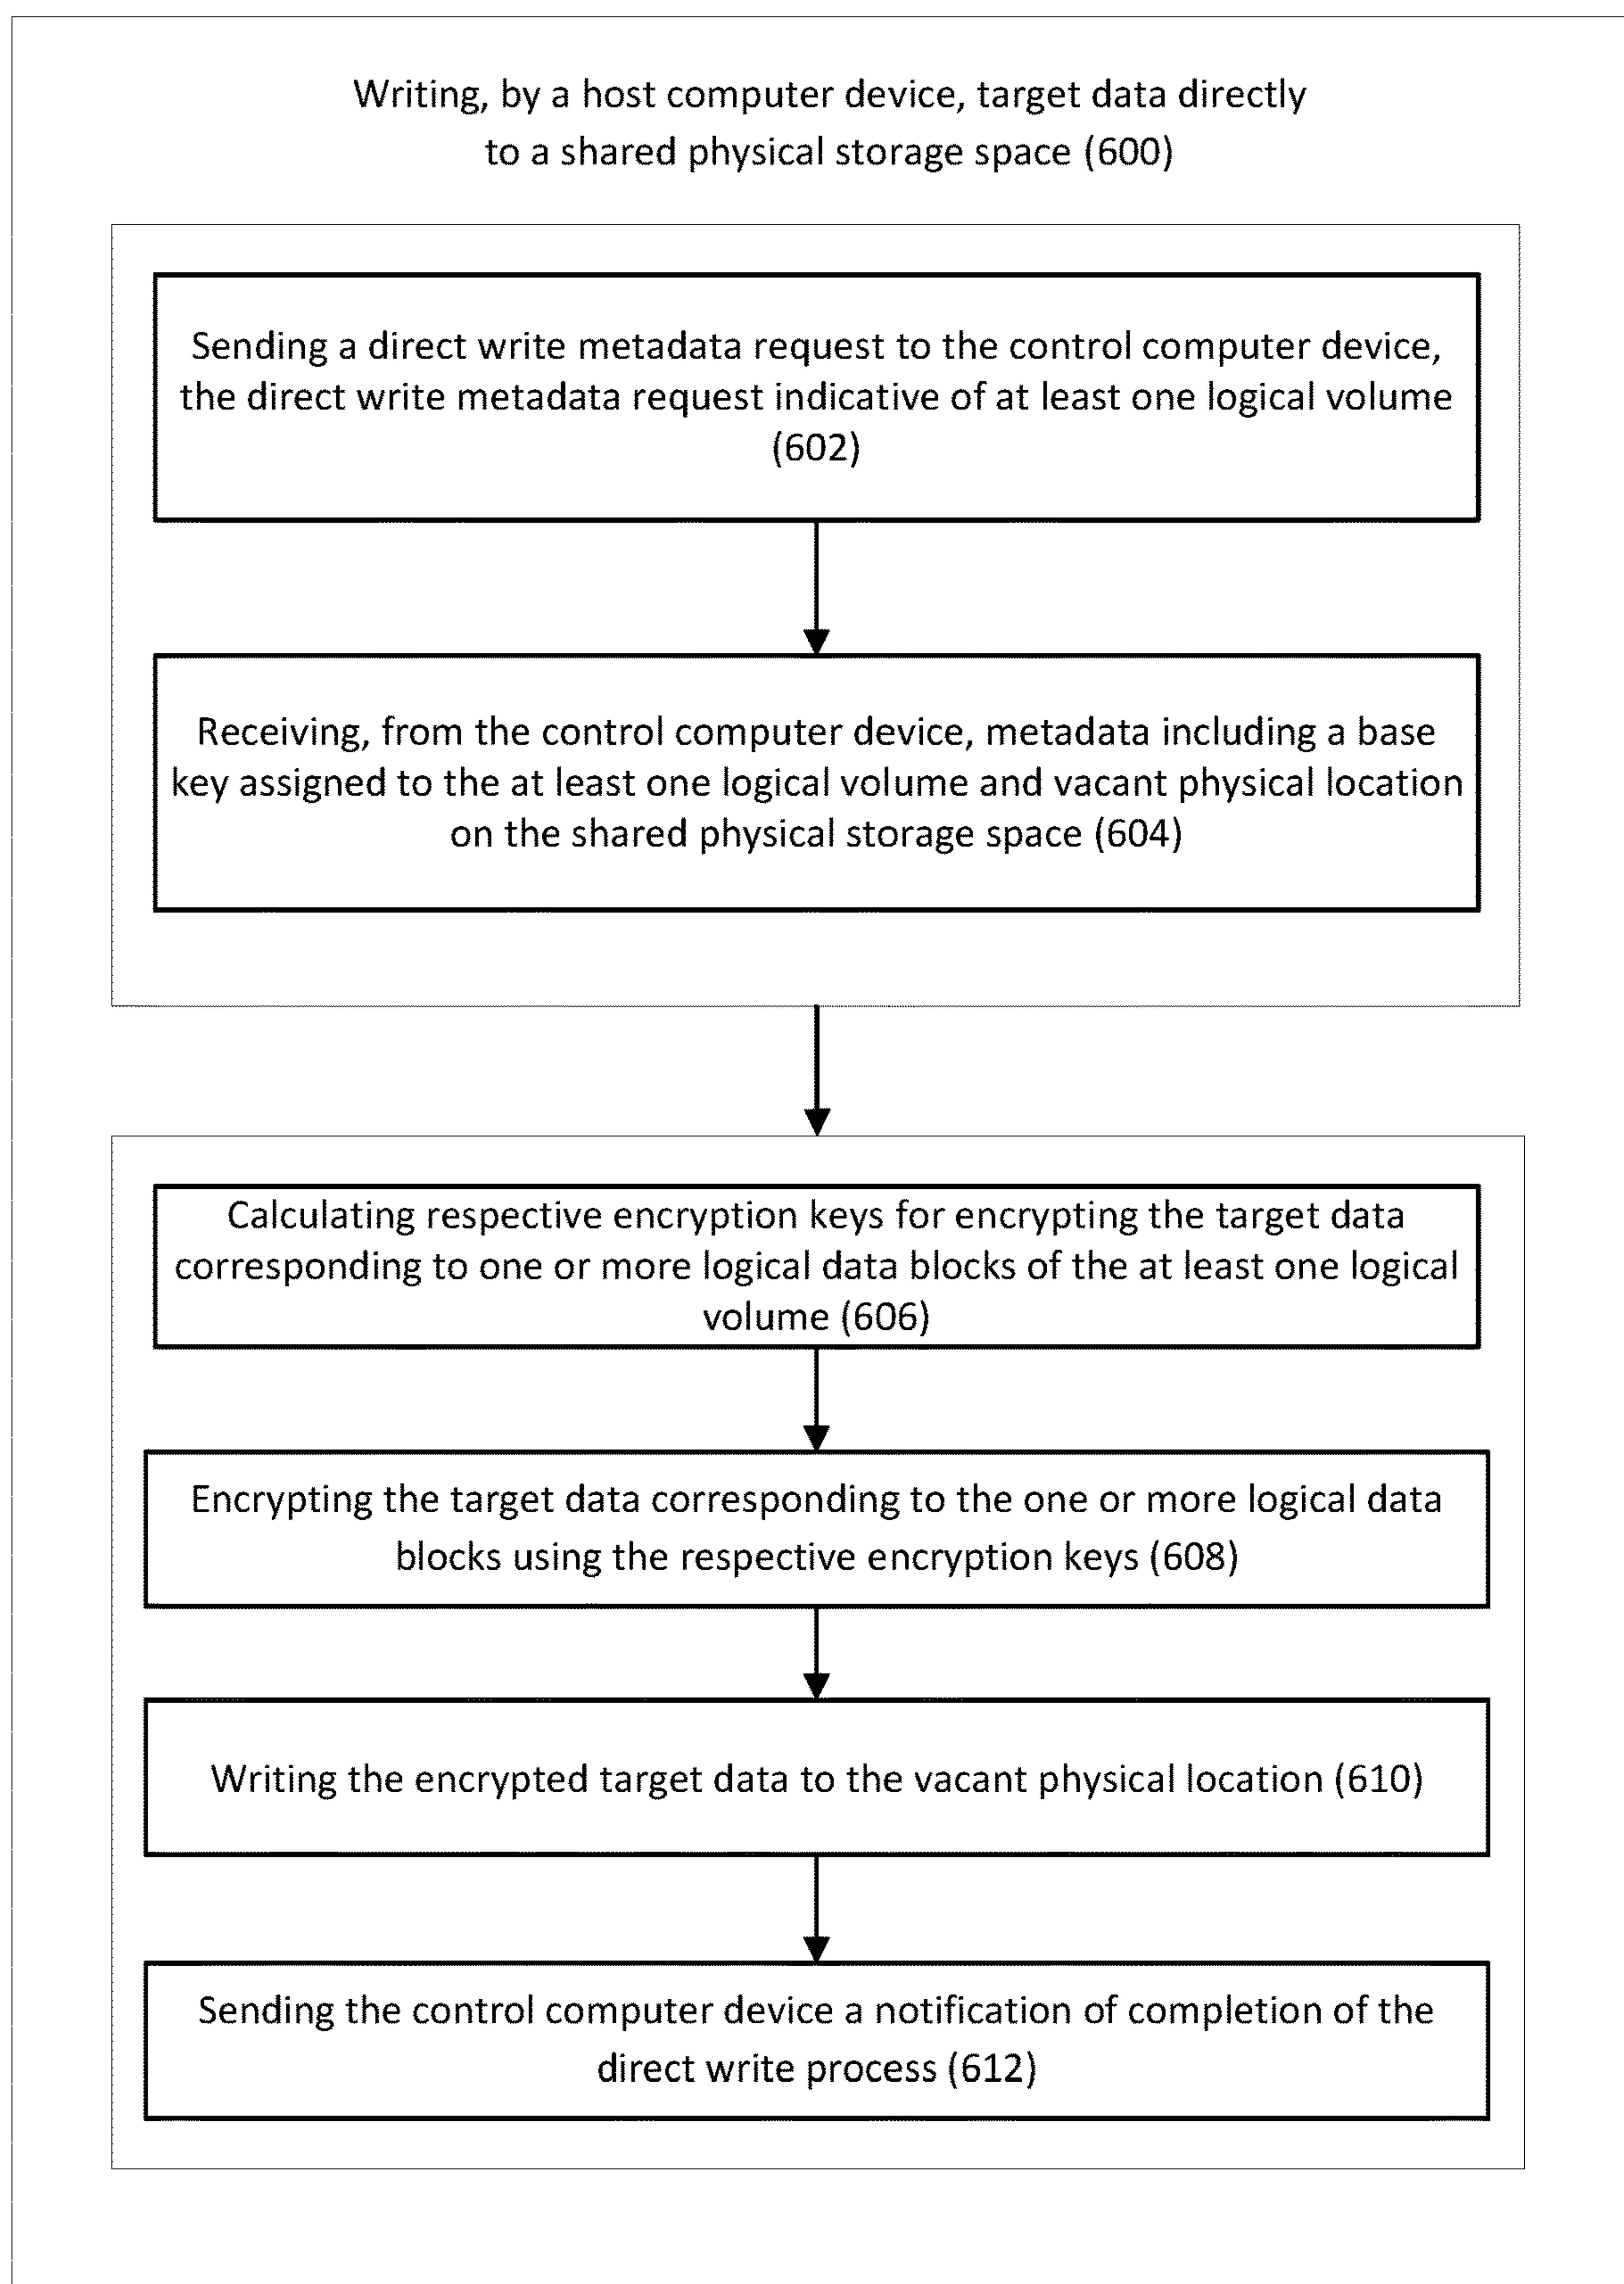 Writing, by a host computer device, target data directly
to a shared physical storage space (600)
Sending a direct write metadata request to the control computer device,
the direct write metadata request indicative of at least one logical volume
(602)
Receiving, from the control computer device, metadata including a base
key assigned to the at least one logical volume and vacant physical location
on the shared physical storage space (604)
Calculating respective encryption keys for encrypting the target data
corresponding to one or more logical data blocks of the at least one logical
volume (606)
Encrypting the target data corresponding to the one or more logical data
blocks using the respective encryption keys (608)
Writing the encrypted target data to the vacant physical location (610)
Sending the control computer device a notification of completion of the
direct write process (612)